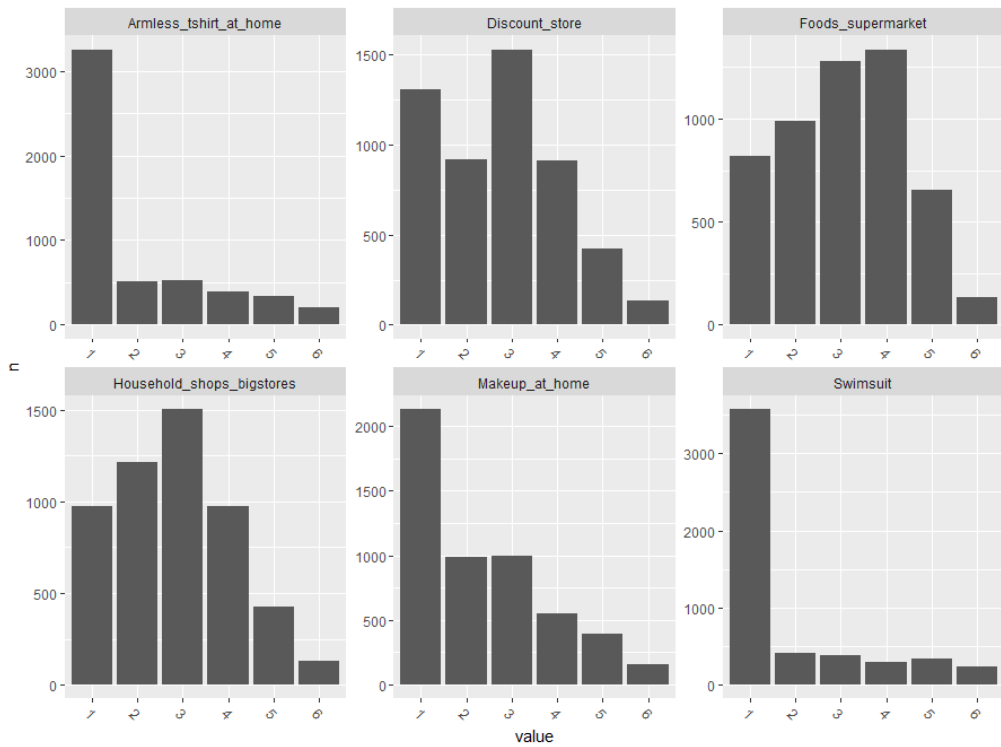 Armless_tshirt_at_home
3000
2000
1000
0
1 2 3 4 5 6
Discount_store
1500
1000
500
0
1 2 3 4 5 6
Foods_supermarket
1000
500
0
1 2 3 4 5 6
n
Household_shops_bigstores
1500
1000
500
0
1 2 3 4 5 6
Makeup_at_home
2000
1500
1000
500
0
1 2 3 4 5 6
Swimsuit
3000
2000
1000
0
1 2 3 4 5 6
value